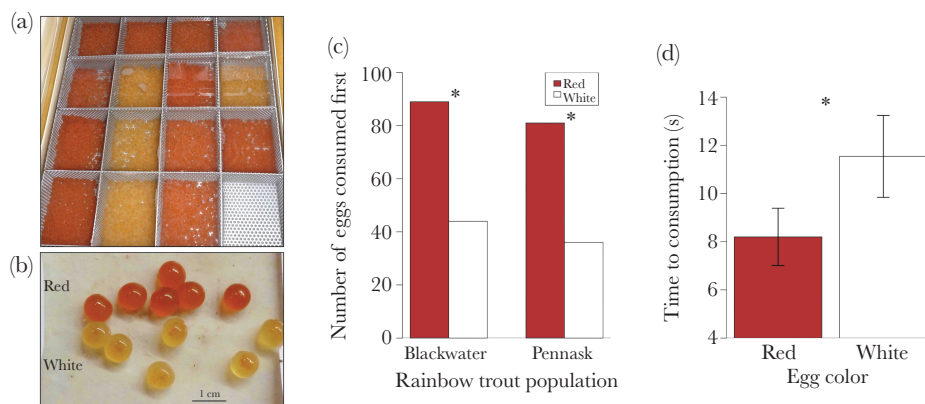 (a)
(b)
Red
White
1 cm
(c)
Number of eggs consumed first
100
80
60
40
20
0
Red
White
*
*
Blackwater
Pennask
Rainbow trout population
(d)
Time to consumption (s)
14
12
10
8
6
4
*
Red
White
Egg color